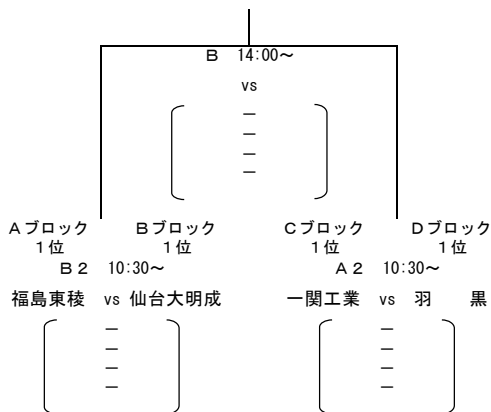 B 14:00～
vs
－
－
－
－
Aブロック Bブロック Cブロック Dブロック
1位 1位 1位 1位
B2 10:30～ A2 10:30～
福島東稜 vs 仙台大明成 一関工業 vs 羽 黒
－ －
－ －
－ －
－ －